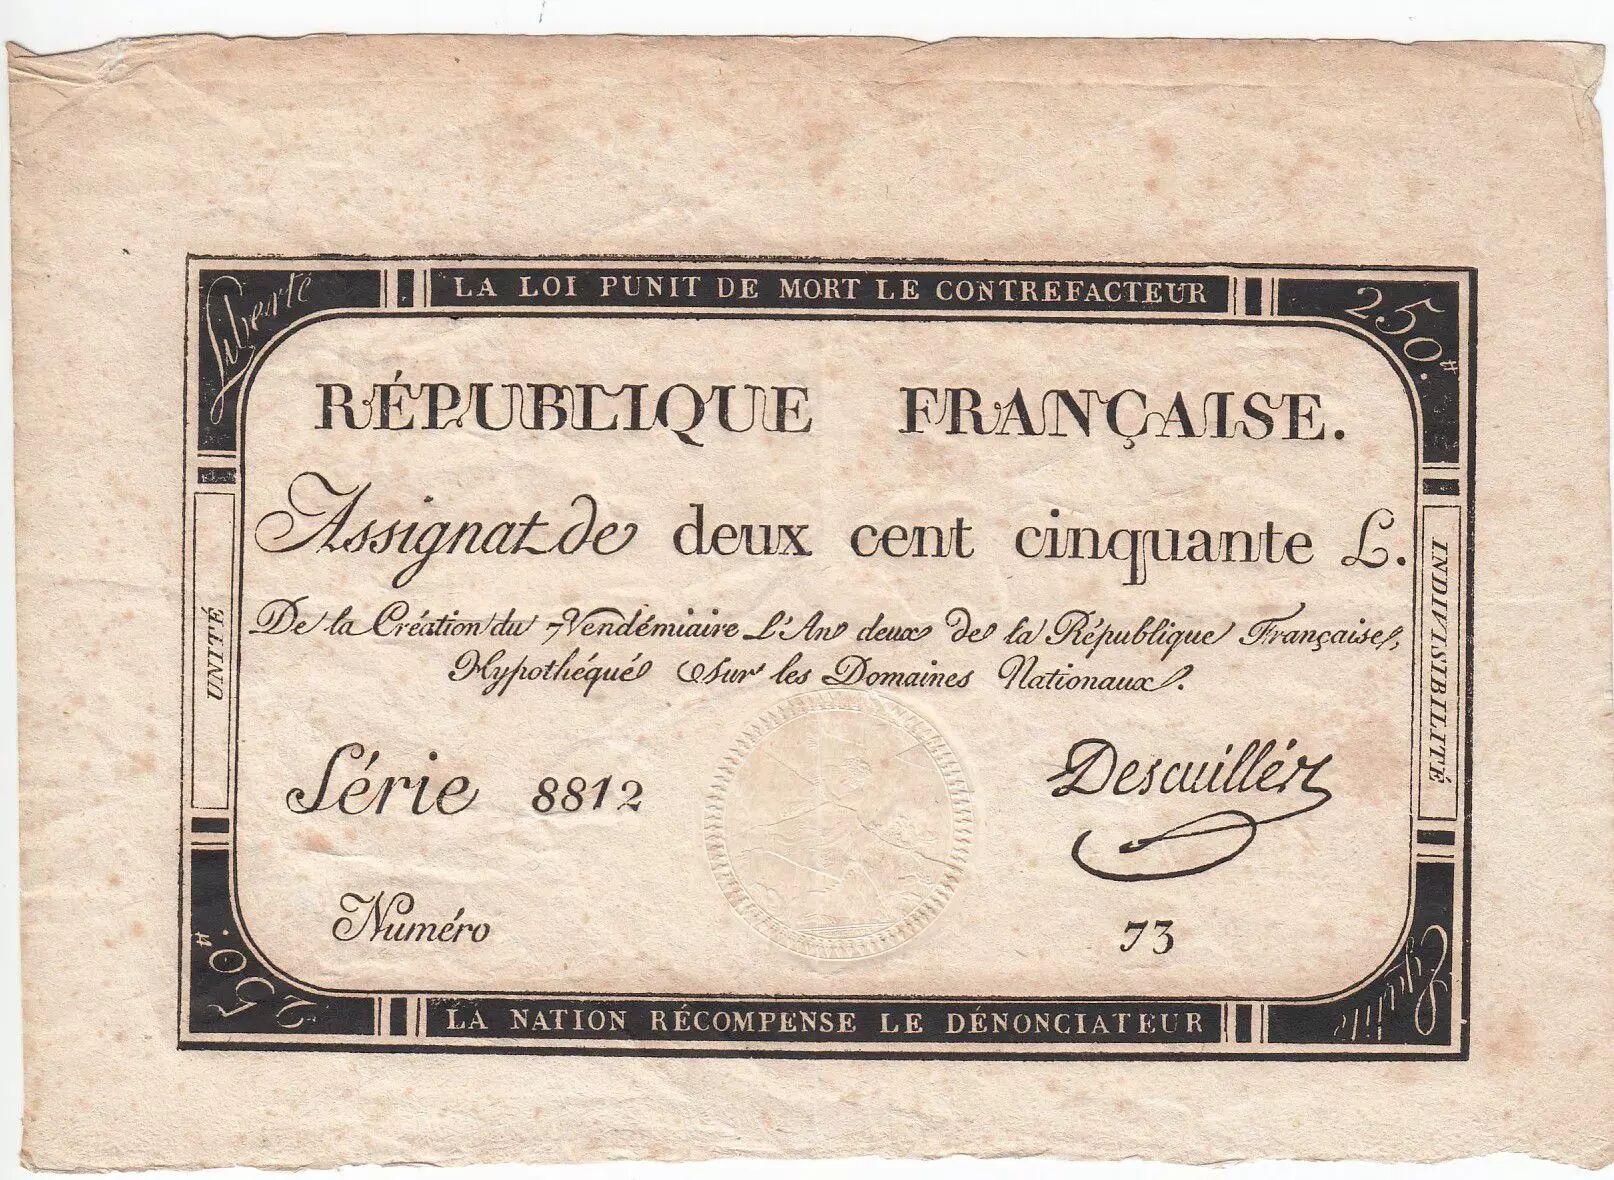 Liberté
LA LOI PUNIT DE MORT LE CONTREFACTEUR
250.₶
RÉPUBLIQUE FRANÇAISE.
Assignat de deux cent cinquante L.
De la Création du 7 Vendémiaire L'An deux de la République Française,
Hypothéqué sur les Domaines Nationaux.
UNITÉ
INDIVISIBILITÉ
Série 8812
Descuillér
Numéro
73
250.₶
LA NATION RÉCOMPENSE LE DÉNONCIATEUR
Egalité